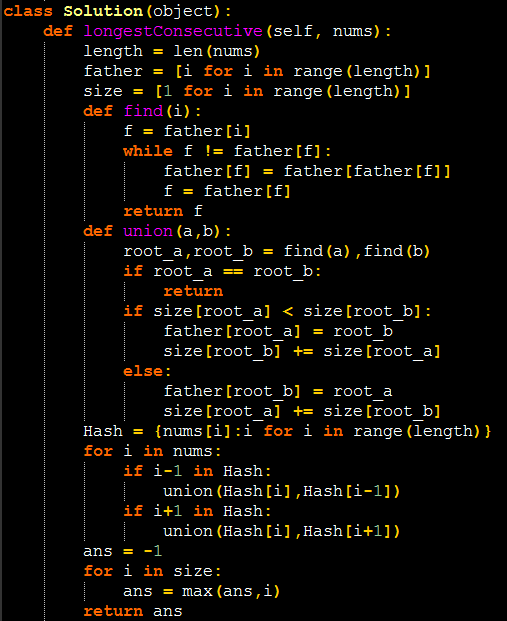 class Solution(object):
    def longestConsecutive(self, nums):
        length = len(nums)
        father = [i for i in range(length)]
        size = [1 for i in range(length)]
        def find(i):
            f = father[i]
            while f != father[f]:
                father[f] = father[father[f]]
                f = father[f]
            return f
        def union(a,b):
            root_a,root_b = find(a),find(b)
            if root_a == root_b:
                return
            if size[root_a] < size[root_b]:
                father[root_a] = root_b
                size[root_b] += size[root_a]
            else:
                father[root_b] = root_a
                size[root_a] += size[root_b]
        Hash = {nums[i]:i for i in range(length)}
        for i in nums:
            if i-1 in Hash:
                union(Hash[i],Hash[i-1])
            if i+1 in Hash:
                union(Hash[i],Hash[i+1])
        ans = -1
        for i in size:
            ans = max(ans,i)
        return ans